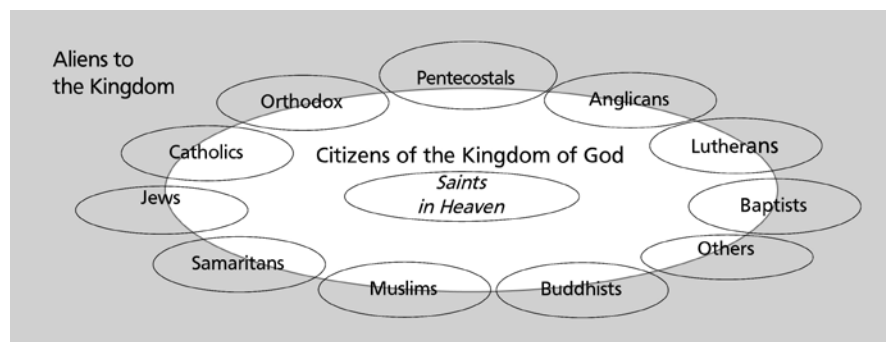 Aliens to
the Kingdom
Pentecostals
Orthodox
Anglicans
Catholics
Lutherans
Citizens of the Kingdom of God
Saints
in Heaven
Jews
Baptists
Samaritans
Others
Muslims
Buddhists